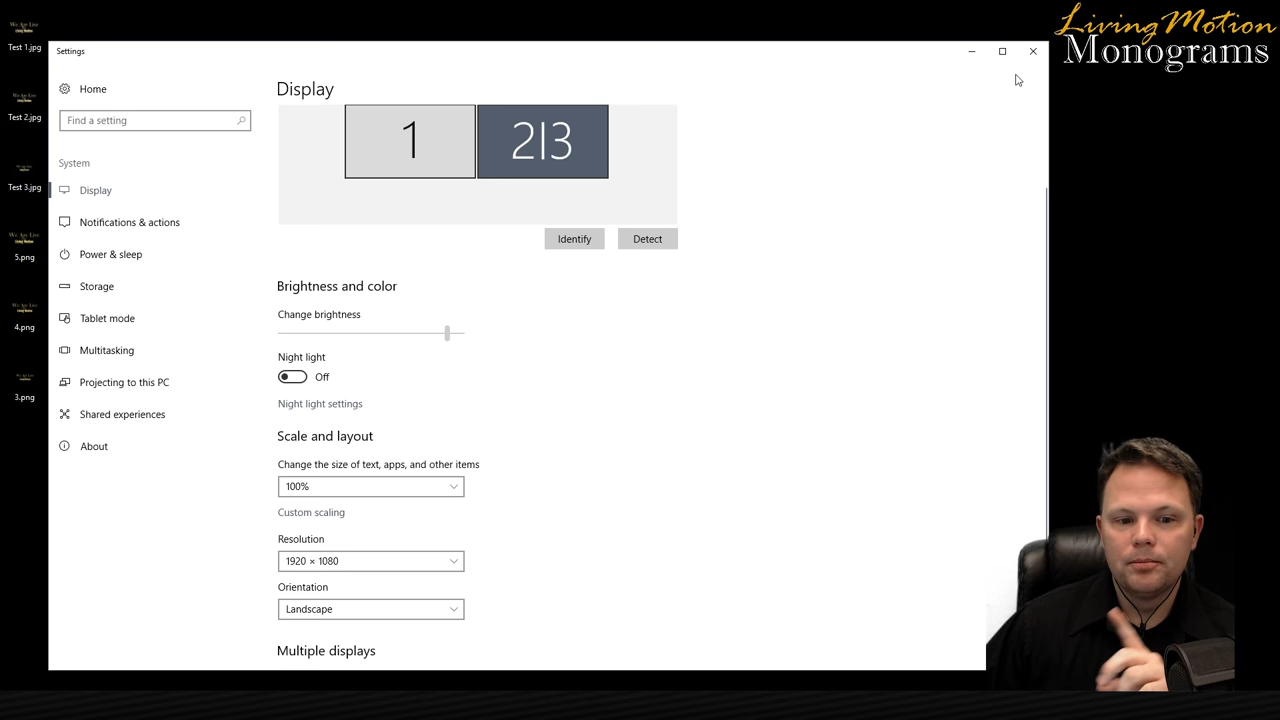 Living Motion
Monograms
Test 1.jpg
Test 2.jpg
Test 3.jpg
5.png
4.png
3.png
Settings
Home
Find a setting
System
Display
Notifications & actions
Power & sleep
Storage
Tablet mode
Multitasking
Projecting to this PC
Shared experiences
About
Display
1
2|3
Identify
Detect
Brightness and color
Change brightness
Night light
Off
Night light settings
Scale and layout
Change the size of text, apps, and other items
100%
Custom scaling
Resolution
1920 × 1080
Orientation
Landscape
Multiple displays